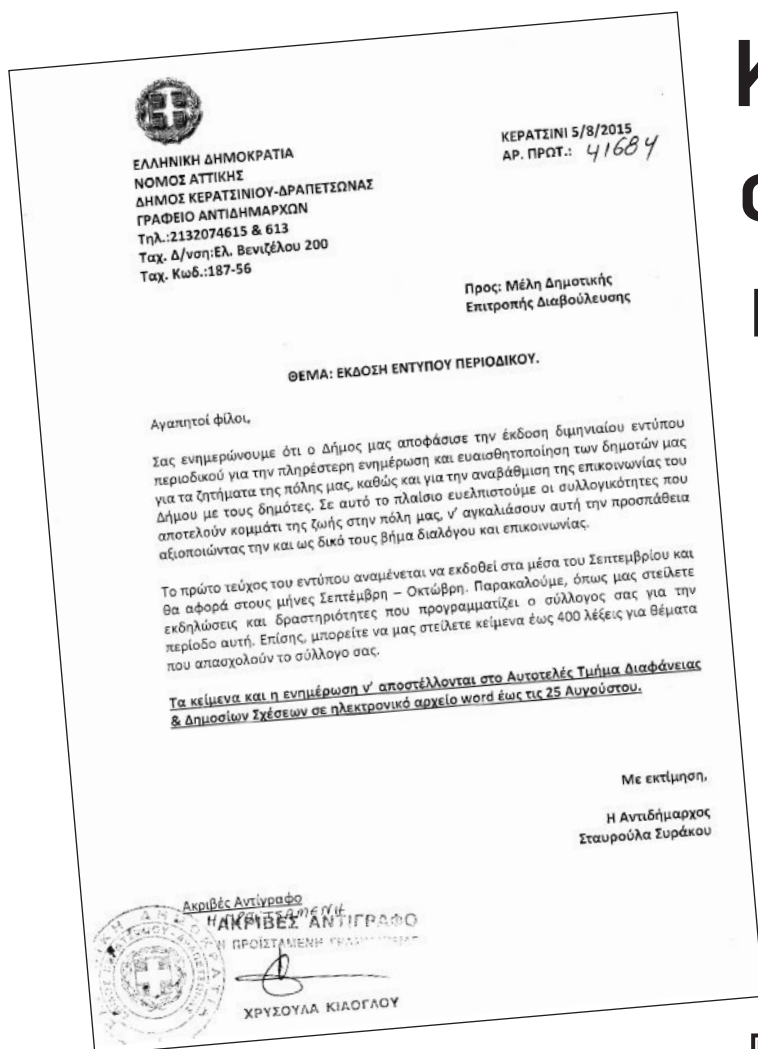 ΕΛΛΗΝΙΚΗ ΔΗΜΟΚΡΑΤΙΑ
ΝΟΜΟΣ ΑΤΤΙΚΗΣ
ΔΗΜΟΣ ΚΕΡΑΤΣΙΝΙΟΥ-ΔΡΑΠΕΤΣΩΝΑΣ
ΓΡΑΦΕΙΟ ΑΝΤΙΔΗΜΑΡΧΩΝ
Τηλ.:2132074615 & 613
Ταχ. Δ/νση:Ελ. Βενιζέλου 200
Ταχ. Κωδ.:187-56
ΚΕΡΑΤΣΙΝΙ 5/8/2015
ΑΡ. ΠΡΩΤ.: 41684
Προς: Μέλη Δημοτικής
Επιτροπής Διαβούλευσης
ΘΕΜΑ: ΕΚΔΟΣΗ ΕΝΤΥΠΟΥ ΠΕΡΙΟΔΙΚΟΥ.
Αγαπητοί φίλοι,
Σας ενημερώνουμε ότι ο Δήμος μας αποφάσισε την έκδοση διμηνιαίου εντύπου
περιοδικού για την πληρέστερη ενημέρωση και ευαισθητοποίηση των δημοτών μας
για τα ζητήματα της πόλης μας, καθώς και για την αναβάθμιση της επικοινωνίας του
Δήμου με τους δημότες. Σε αυτό το πλαίσιο ευελπιστούμε οι συλλογικότητες που
αποτελούν κομμάτι της ζωής στην πόλη μας, ν' αγκαλιάσουν αυτή την προσπάθεια
αξιοποιώντας την και ως δικό τους βήμα διαλόγου και επικοινωνίας.
Το πρώτο τεύχος του εντύπου αναμένεται να εκδοθεί στα μέσα του Σεπτεμβρίου και
θα αφορά στους μήνες Σεπτέμβρη – Οκτώβρη. Παρακαλούμε, όπως μας στείλετε
εκδηλώσεις και δραστηριότητες που προγραμματίζει ο σύλλογος σας για την
περίοδο αυτή. Επίσης, μπορείτε να μας στείλετε κείμενα έως 400 λέξεις για θέματα
που απασχολούν το σύλλογο σας.
Τα κείμενα και η ενημέρωση ν' αποστέλλονται στο Αυτοτελές Τμήμα Διαφάνειας
& Δημοσίων Σχέσεων σε ηλεκτρονικό αρχείο word έως τις 25 Αυγούστου.
Με εκτίμηση,
Η Αντιδήμαρχος
Σταυρούλα Συράκου
Ακριβές Αντίγραφο
Η ΠΡΟΪΣΤΑΜΕΝΗ
ΑΚΡΙΒΕΣ ΑΝΤΙΓΡΑΦΟ
Η ΠΡΟΪΣΤΑΜΕΝΗ
ΧΡΥΣΟΥΛΑ ΚΙΛΟΓΛΟΥ